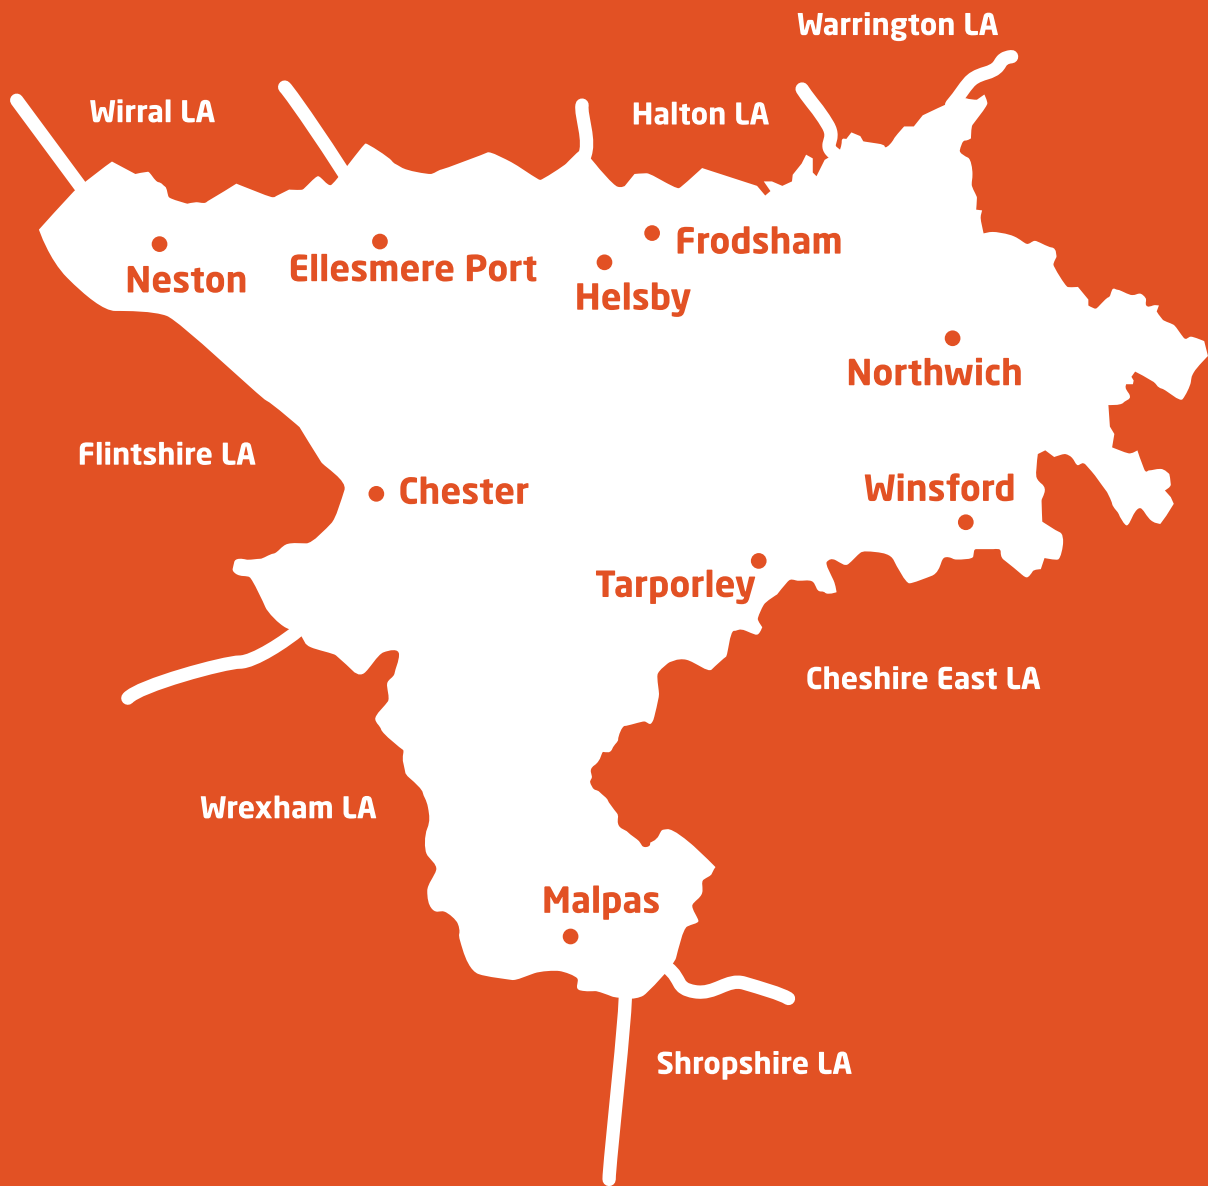 Warrington LA
Wirral LA
Halton LA
Frodsham
Ellesmere Port
Neston
Helsby
Northwich
Flintshire LA
Chester
Winsford
Tarporley
Cheshire East LA
Wrexham LA
Malpas
Shropshire LA